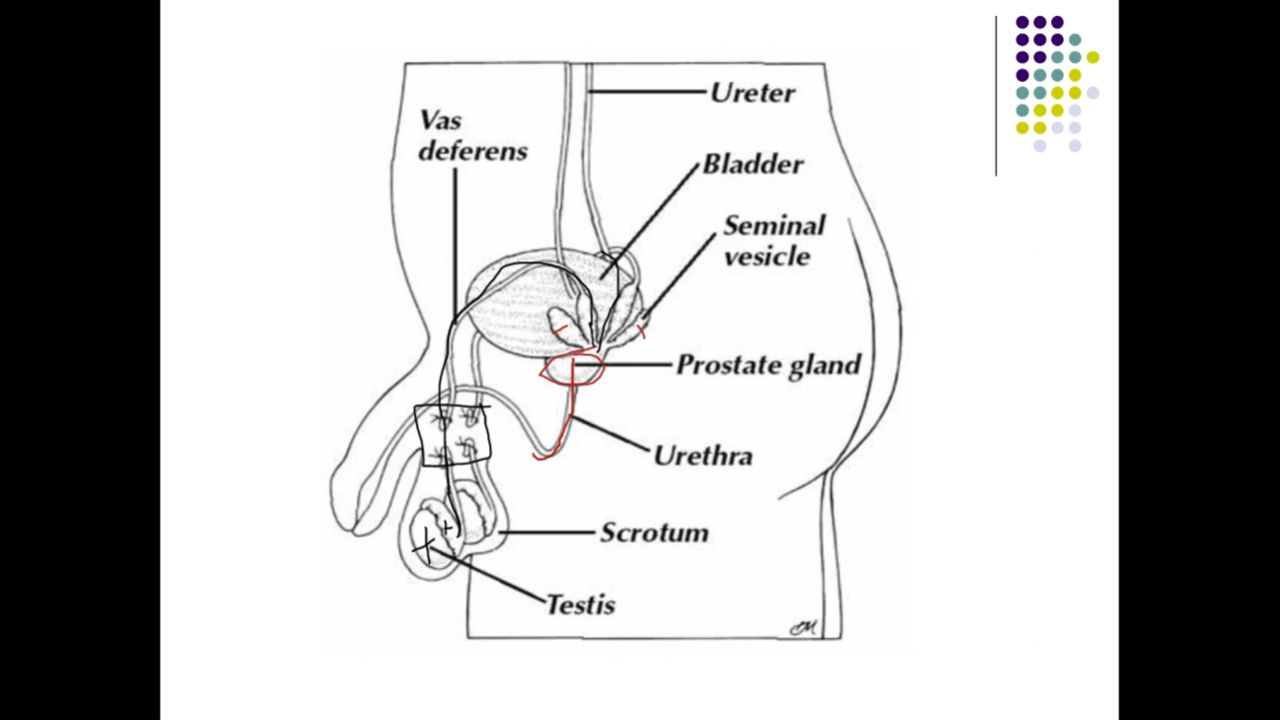 Ureter
Vas
deferens
Bladder
Seminal
vesicle
Prostate gland
Urethra
Scrotum
Testis